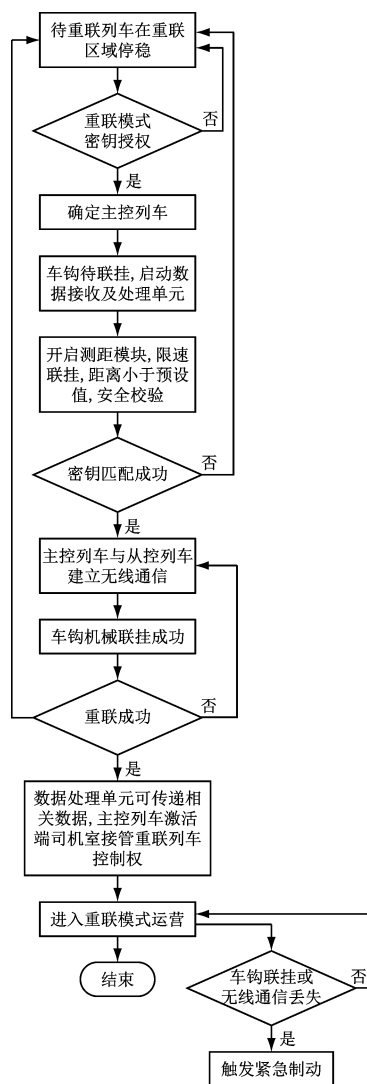 待重联列车在重联
区域停稳
重联模式
密钥授权
否
是
确定主控列车
车钩待联挂,启动数
据接收及处理单元
开启测距模块,限速
联挂,距离小于预设
值,安全校验
密钥匹配成功
否
是
主控列车与从控列车
建立无线通信
车钩机械联挂成功
重联成功
否
是
数据处理单元可传递相
关数据,主控列车激活
端司机室接管重联列车
控制权
进入重联模式运营
结束
车钩联挂或
无线通信丢失
否
是
触发紧急制动